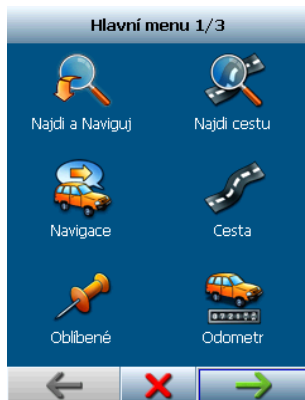 Hlavní menu 1/3
Najdi a Naviguj
Najdi cestu
Navigace
Cesta
Oblíbené
Odometr